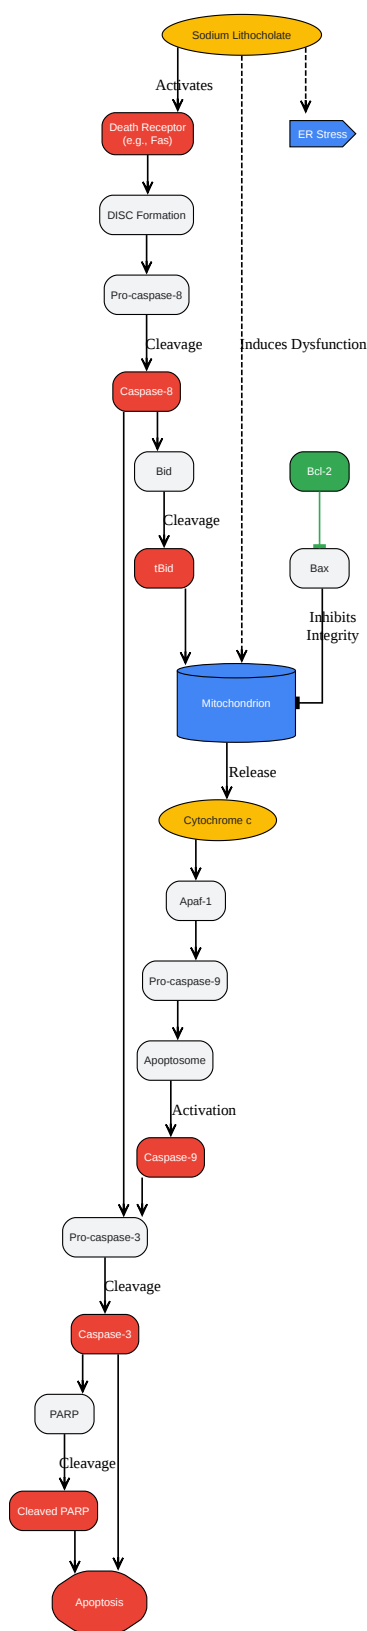 Sodium Lithocholate
Activates
Death Receptor
(e.g., Fas)
ER Stress
DISC Formation
Pro-caspase-8
Cleavage
Induces Dysfunction
Caspase-8
Bid
Bcl-2
Cleavage
tBid
Bax
Inhibits
Integrity
Mitochondrion
Release
Cytochrome c
Apaf-1
Pro-caspase-9
Apoptosome
Activation
Caspase-9
Pro-caspase-3
Cleavage
Caspase-3
PARP
Cleavage
Cleaved PARP
Apoptosis